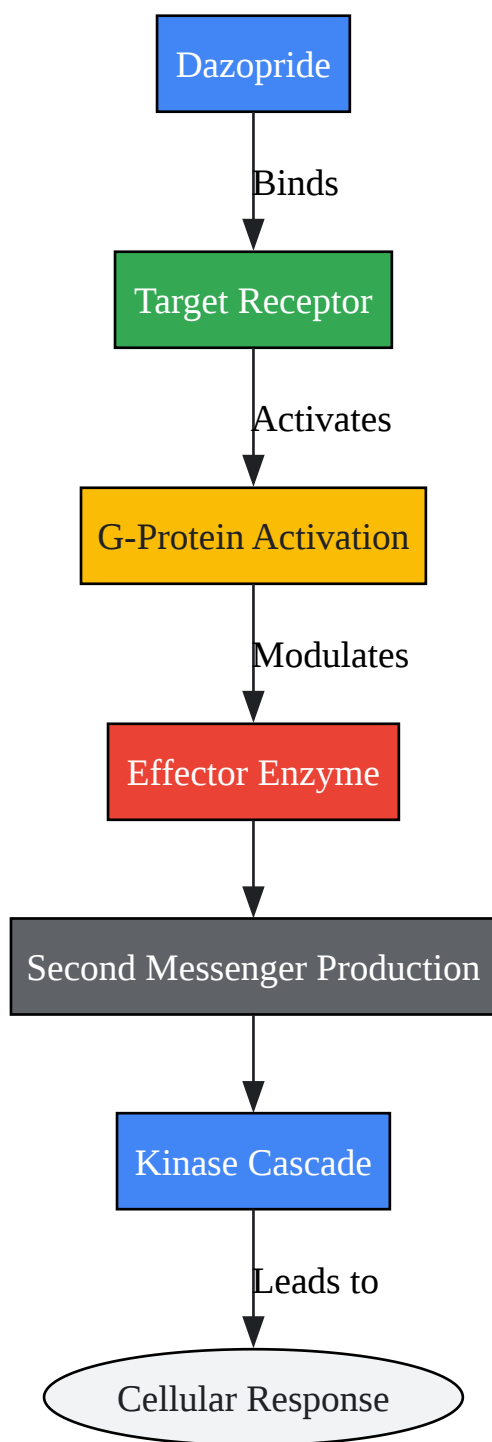 Dazopride
Binds
Target Receptor
Activates
G-Protein Activation
Modulates
Effector Enzyme
Second Messenger Production
Kinase Cascade
Leads to
Cellular Response